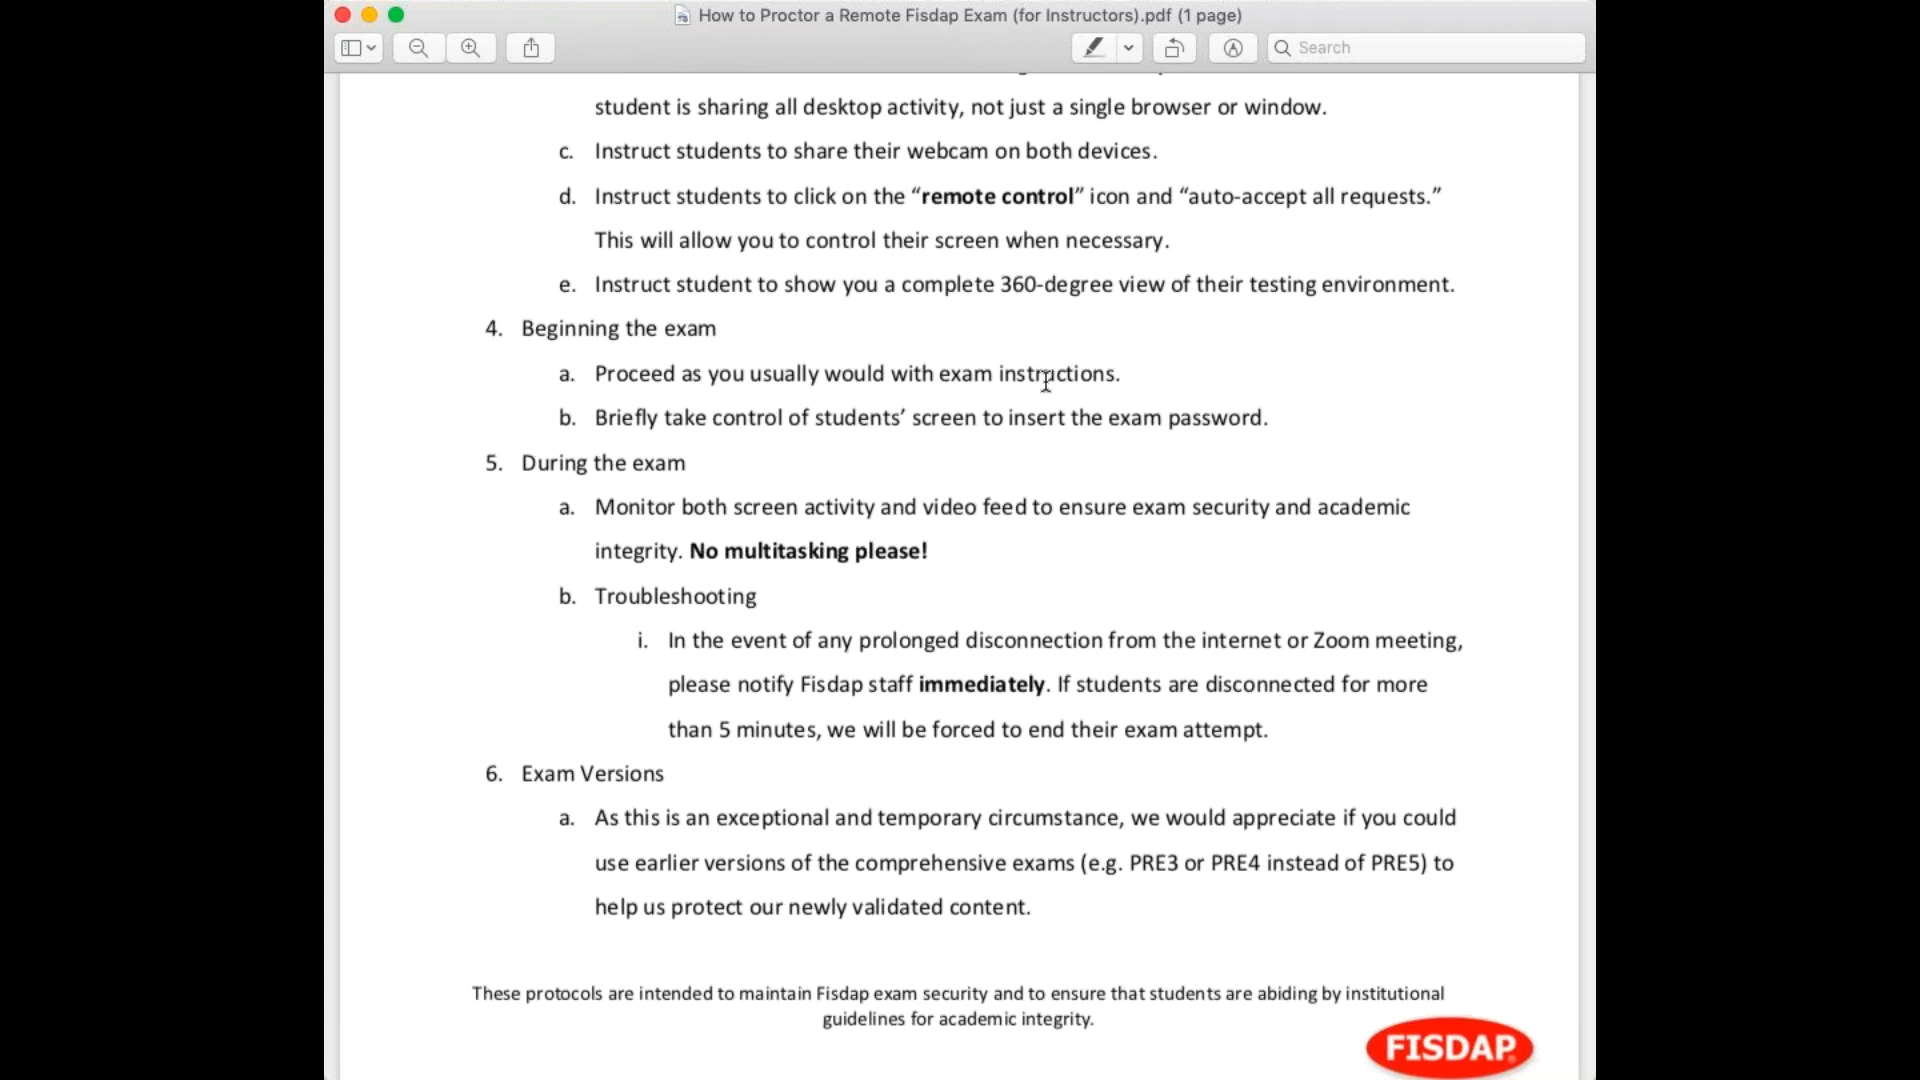 How to Proctor a Remote Fisdap Exam (for Instructors).pdf (1 page)
Search
student is sharing all desktop activity, not just a single browser or window.
c. Instruct students to share their webcam on both devices.
d. Instruct students to click on the “remote control” icon and “auto-accept all requests.”
This will allow you to control their screen when necessary.
e. Instruct student to show you a complete 360-degree view of their testing environment.
4. Beginning the exam
a. Proceed as you usually would with exam instructions.
b. Briefly take control of students’ screen to insert the exam password.
5. During the exam
a. Monitor both screen activity and video feed to ensure exam security and academic
integrity. No multitasking please!
b. Troubleshooting
i. In the event of any prolonged disconnection from the internet or Zoom meeting,
please notify Fisdap staff immediately. If students are disconnected for more
than 5 minutes, we will be forced to end their exam attempt.
6. Exam Versions
a. As this is an exceptional and temporary circumstance, we would appreciate if you could
use earlier versions of the comprehensive exams (e.g. PRE3 or PRE4 instead of PRE5) to
help us protect our newly validated content.
These protocols are intended to maintain Fisdap exam security and to ensure that students are abiding by institutional
guidelines for academic integrity.
FISDAP